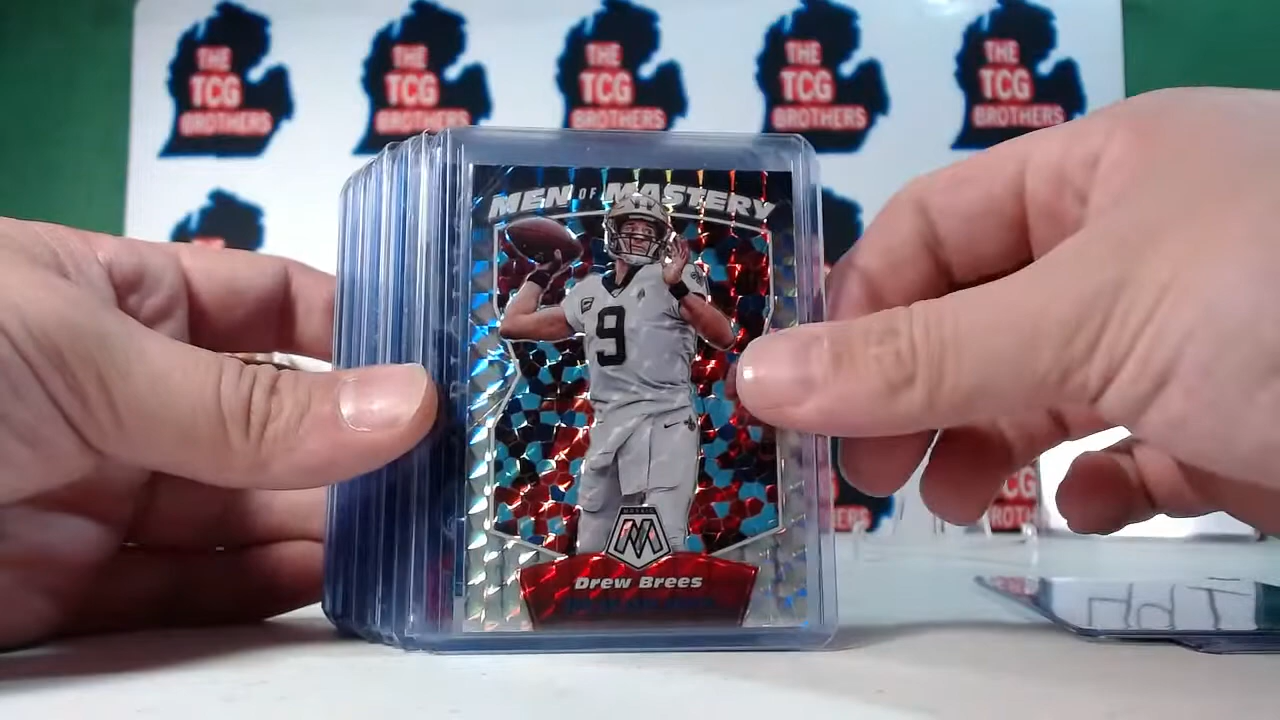 THE
TCG
BROTHERS
THE
TCG
BROTHERS
THE
TCG
BROTHERS
THE
TCG
BROTHERS
THE
TCG
BROTHERS
MEN OF MASTERY
9
MOSAIC
M
Drew Brees